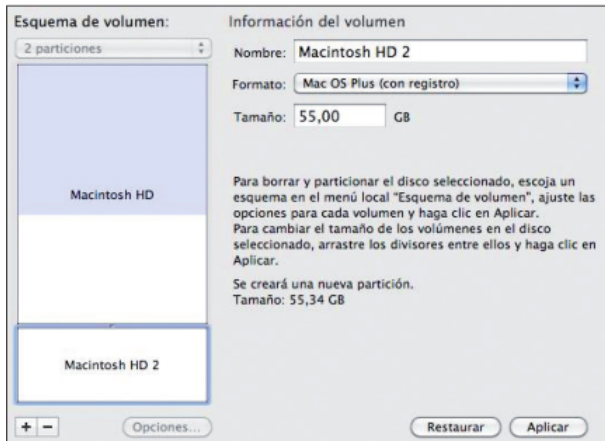 Esquema de volumen:
2 particiones
Macintosh HD
Macintosh HD 2
+ −
Opciones...
Información del volumen
Nombre: Macintosh HD 2
Formato: Mac OS Plus (con registro)
Tamaño: 55,00 GB
Para borrar y particionar el disco seleccionado, escoja un
esquema en el menú local "Esquema de volumen", ajuste las
opciones para cada volumen y haga clic en Aplicar.
Para cambiar el tamaño de los volúmenes en el disco
seleccionado, arrastre los divisores entre ellos y haga clic en
Aplicar.
Se creará una nueva partición.
Tamaño: 55,34 GB
Restaurar
Aplicar